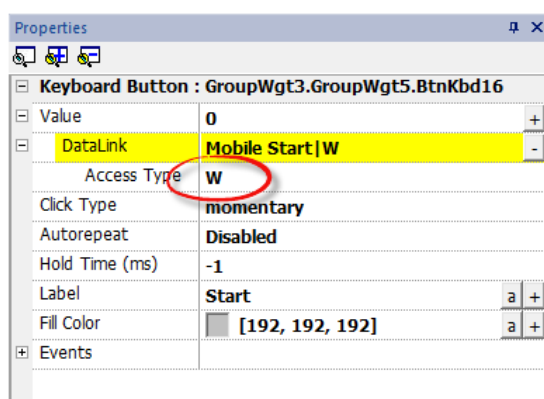 Properties
Keyboard Button : GroupWgt3.GroupWgt5.BtnKbd16
Value 0 +
DataLink Mobile Start|W -
Access Type W
Click Type momentary
Autorepeat Disabled
Hold Time (ms) -1
Label Start a +
Fill Color [192, 192, 192] a +
Events